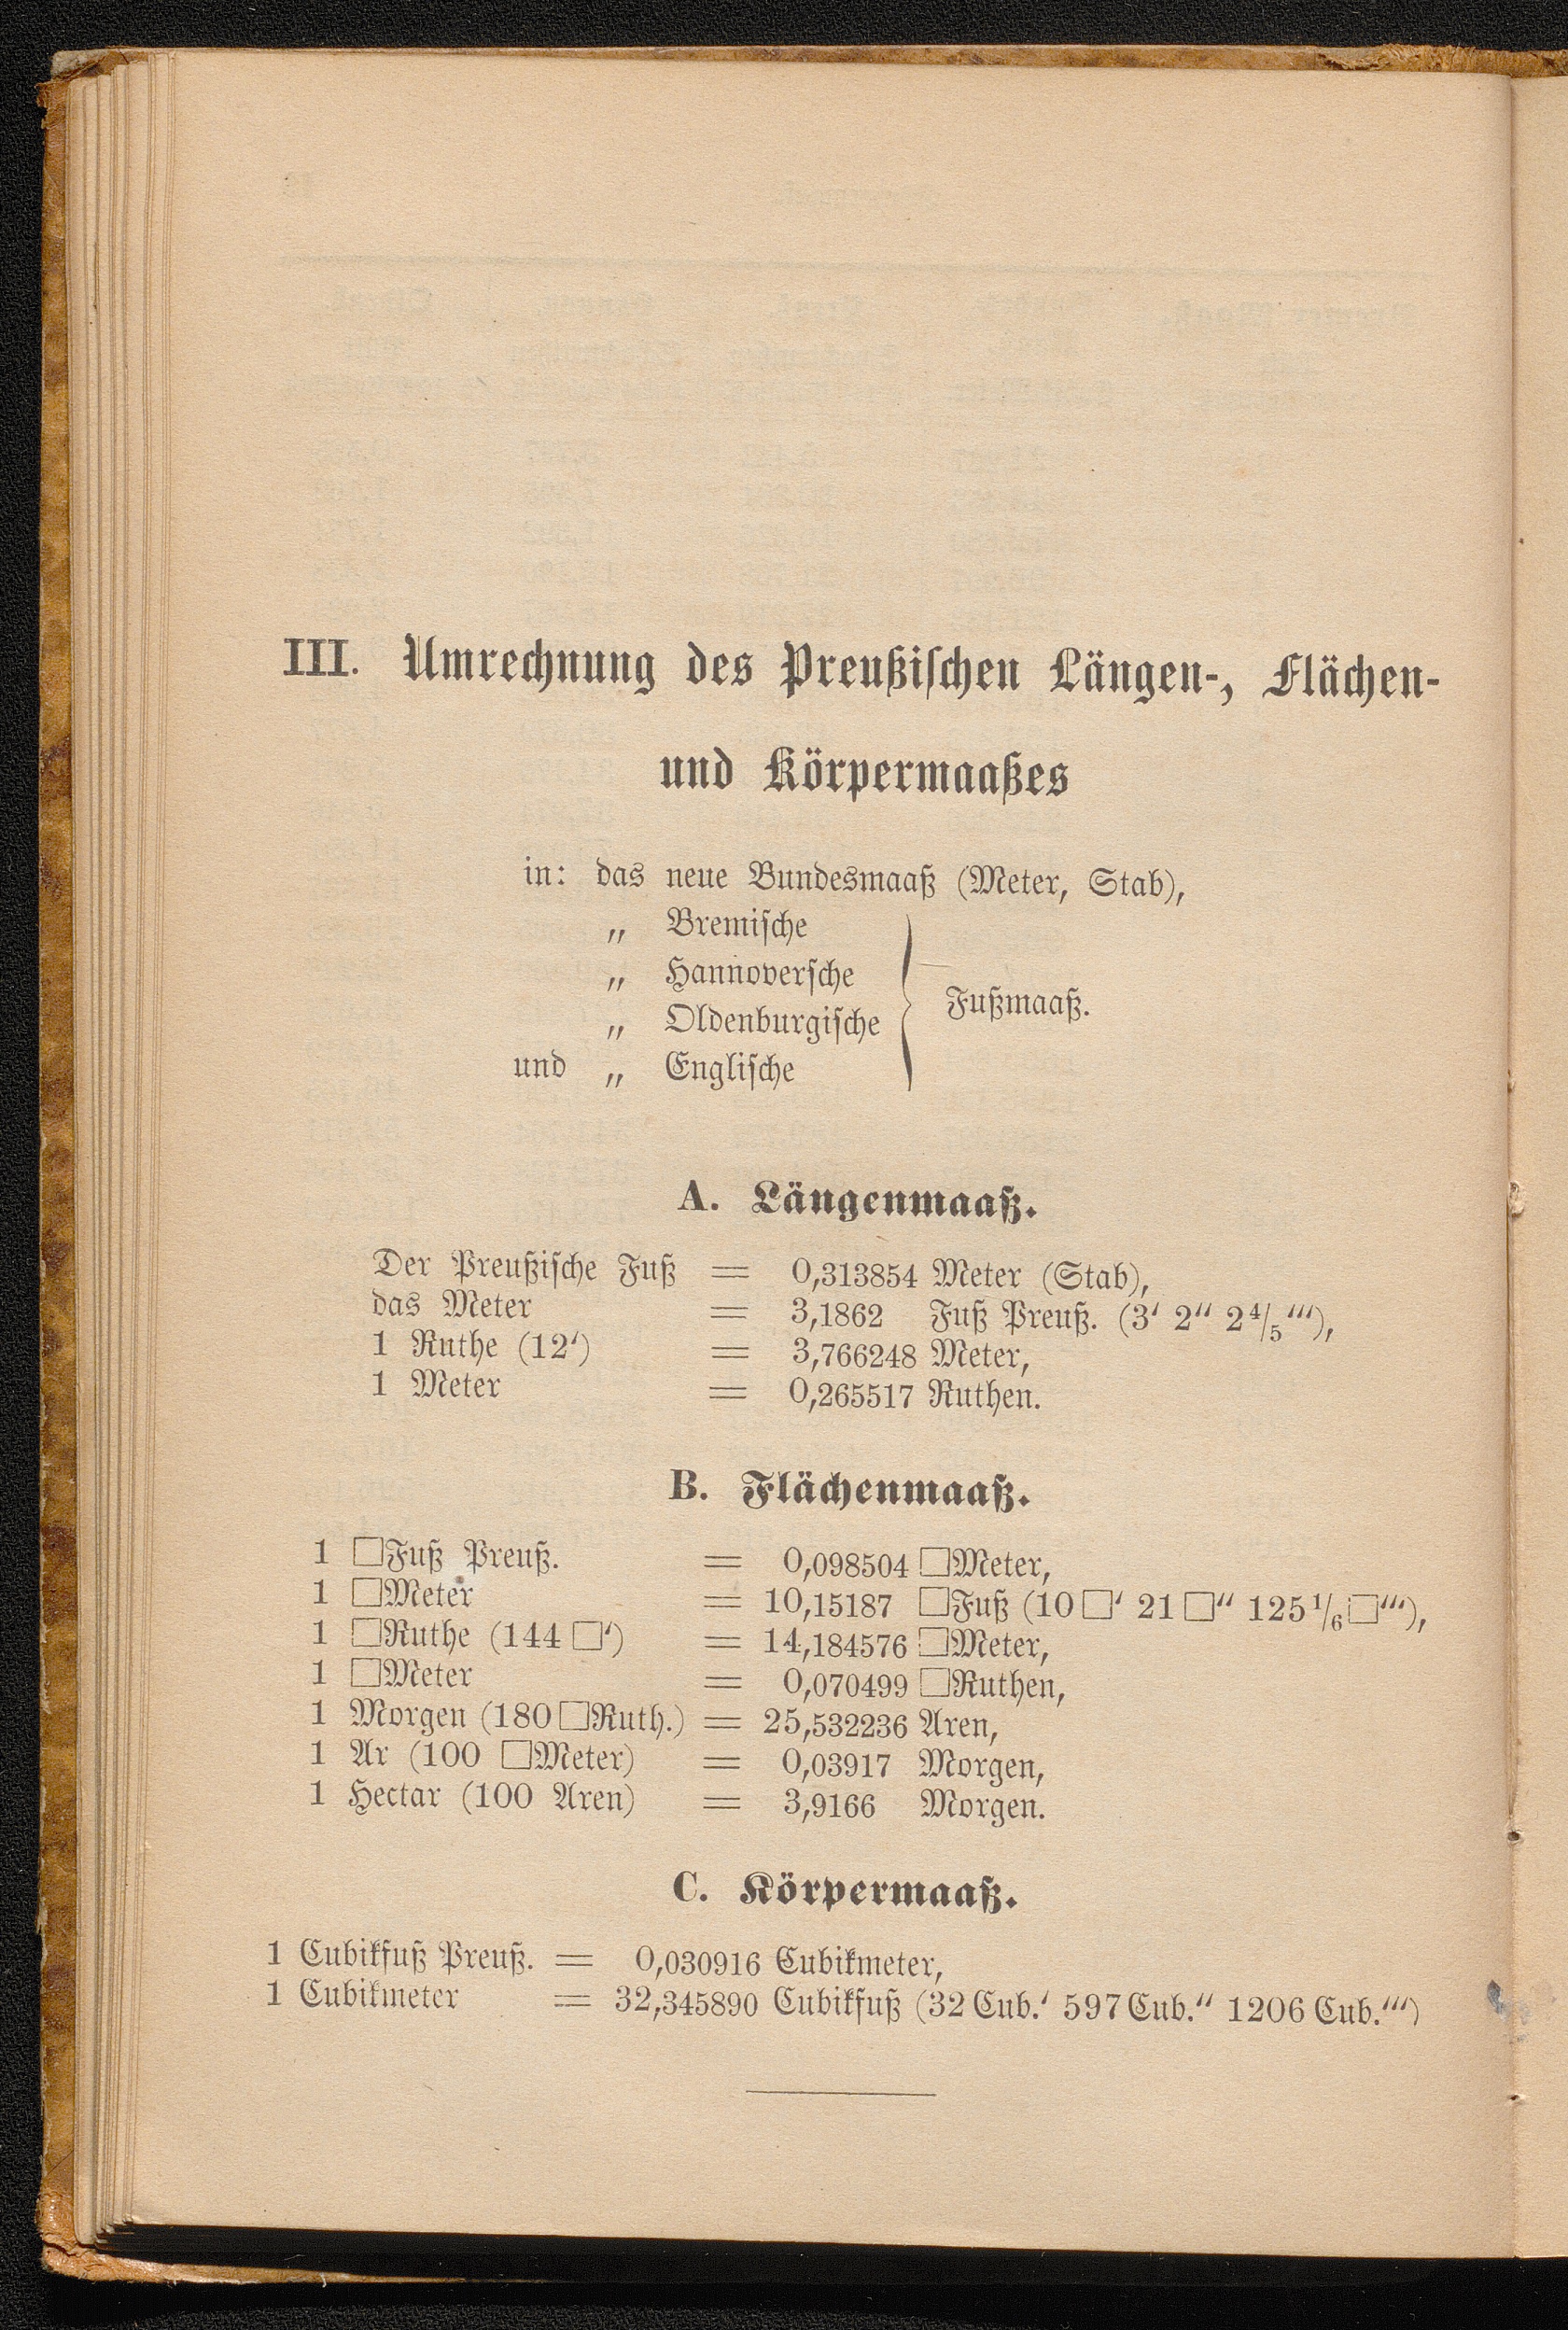 III. Umrechnung des Preußischen Längen-, Flächen-
und Körpermaaßes
in: das neue Bundesmaaß (Meter, Stab),
„ Bremische
„ Hannoversche
„ Oldenburgische
und „ Englische
Fußmaaß.
A. Längenmaaß.
Der Preußische Fuß = 0,313854 Meter (Stab),
das Meter = 3,1862 Fuß Preuß. (3′ 2″ 2⁴/₅‴),
1 Ruthe (12′) = 3,766248 Meter,
1 Meter = 0,265517 Ruthen.
B. Flächenmaaß.
1 □Fuß Preuß. = 0,098504 □Meter,
1 □Meter = 10,15187 □Fuß (10 □′ 21 □″ 125¹/₆ □‴),
1 □Ruthe (144 □′) = 14,184576 □Meter,
1 □Meter = 0,070499 □Ruthen,
1 Morgen (180 □Ruth.) = 25,532236 Aren,
1 Ar (100 □Meter) = 0,03917 Morgen,
1 Hectar (100 Aren) = 3,9166 Morgen.
C. Körpermaaß.
1 Cubikfuß Preuß. = 0,030916 Cubikmeter,
1 Cubikmeter = 32,345890 Cubikfuß (32 Cub.′ 597 Cub.″ 1206 Cub.‴)